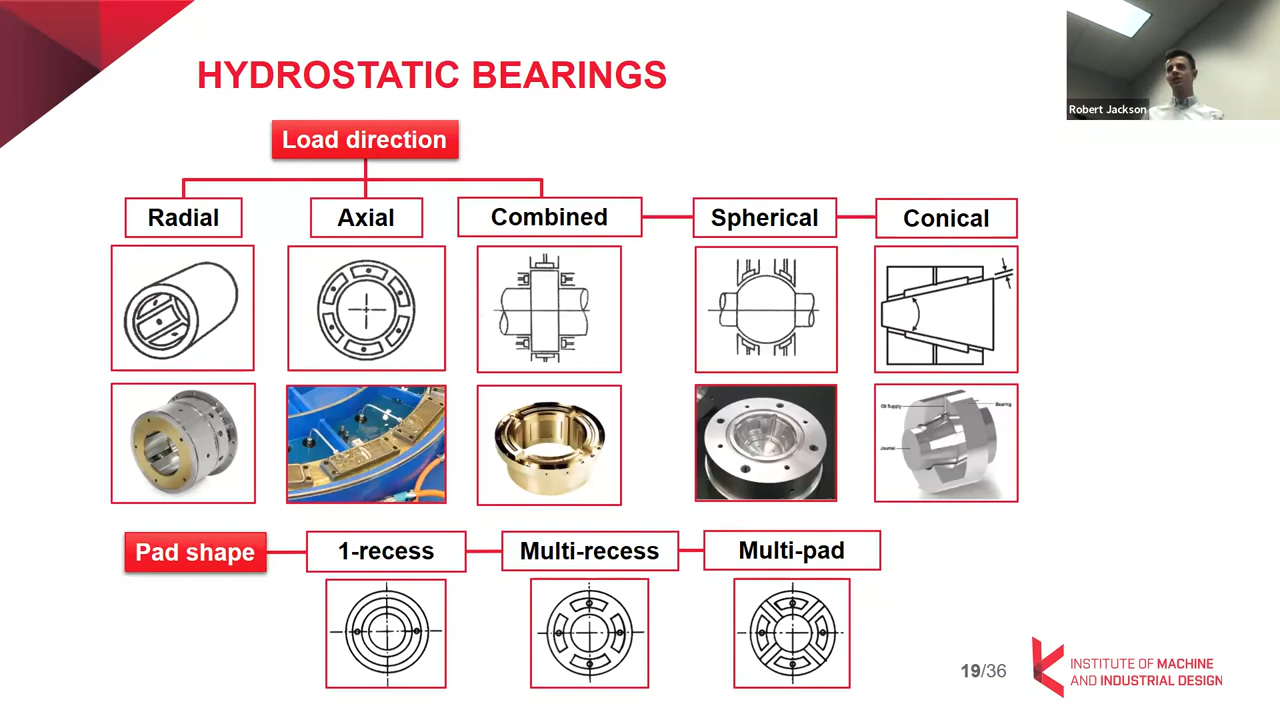 HYDROSTATIC BEARINGS
Robert Jackson
Load direction
Radial
Axial
Combined
Spherical
Conical
Oil Supply
Bearing
Journal
Pad shape
1-recess
Multi-recess
Multi-pad
19/36
INSTITUTE OF MACHINE
AND INDUSTRIAL DESIGN